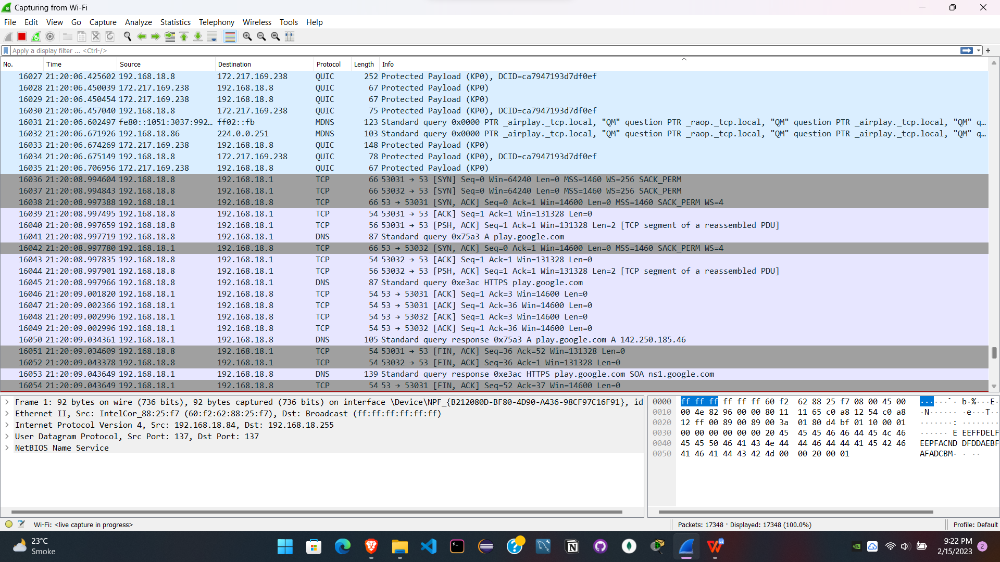 Capturing from Wi-Fi
File Edit View Go Capture Analyze Statistics Telephony Wireless Tools Help
Apply a display filter ... <Ctrl-/>
No. Time Source Destination Protocol Length Info
16027 21:20:06.425602 192.168.18.8 172.217.169.238 QUIC 252 Protected Payload (KP0), DCID=ca7947193d7df0ef
16028 21:20:06.450039 172.217.169.238 192.168.18.8 QUIC 67 Protected Payload (KP0)
16029 21:20:06.450454 172.217.169.238 192.168.18.8 QUIC 67 Protected Payload (KP0)
16030 21:20:06.457040 192.168.18.8 172.217.169.238 QUIC 75 Protected Payload (KP0), DCID=ca7947193d7df0ef
16031 21:20:06.602497 fe80::1051:3037:992… ff02::fb MDNS 123 Standard query 0x0000 PTR _airplay._tcp.local, "QM" question PTR _raop._tcp.local, "QM" question PTR _airplay._tcp.local, "QM" q…
16032 21:20:06.671926 192.168.18.86 224.0.0.251 MDNS 103 Standard query 0x0000 PTR _airplay._tcp.local, "QM" question PTR _raop._tcp.local, "QM" question PTR _airplay._tcp.local, "QM" q…
16033 21:20:06.674269 172.217.169.238 192.168.18.8 QUIC 148 Protected Payload (KP0)
16034 21:20:06.675149 192.168.18.8 172.217.169.238 QUIC 78 Protected Payload (KP0), DCID=ca7947193d7df0ef
16035 21:20:06.706956 172.217.169.238 192.168.18.8 QUIC 67 Protected Payload (KP0)
16036 21:20:08.994604 192.168.18.8 192.168.18.1 TCP 66 53031 → 53 [SYN] Seq=0 Win=64240 Len=0 MSS=1460 WS=256 SACK_PERM
16037 21:20:08.994843 192.168.18.8 192.168.18.1 TCP 66 53032 → 53 [SYN] Seq=0 Win=64240 Len=0 MSS=1460 WS=256 SACK_PERM
16038 21:20:08.997388 192.168.18.1 192.168.18.8 TCP 66 53 → 53031 [SYN, ACK] Seq=0 Ack=1 Win=14600 Len=0 MSS=1460 SACK_PERM WS=4
16039 21:20:08.997495 192.168.18.8 192.168.18.1 TCP 54 53031 → 53 [ACK] Seq=1 Ack=1 Win=131328 Len=0
16040 21:20:08.997659 192.168.18.8 192.168.18.1 TCP 56 53031 → 53 [PSH, ACK] Seq=1 Ack=1 Win=131328 Len=2 [TCP segment of a reassembled PDU]
16041 21:20:08.997719 192.168.18.8 192.168.18.1 DNS 87 Standard query 0x75a3 A play.google.com
16042 21:20:08.997780 192.168.18.1 192.168.18.8 TCP 66 53 → 53032 [SYN, ACK] Seq=0 Ack=1 Win=14600 Len=0 MSS=1460 SACK_PERM WS=4
16043 21:20:08.997835 192.168.18.8 192.168.18.1 TCP 54 53032 → 53 [ACK] Seq=1 Ack=1 Win=131328 Len=0
16044 21:20:08.997901 192.168.18.8 192.168.18.1 TCP 56 53032 → 53 [PSH, ACK] Seq=1 Ack=1 Win=131328 Len=2 [TCP segment of a reassembled PDU]
16045 21:20:08.997966 192.168.18.8 192.168.18.1 DNS 87 Standard query 0xe3ac HTTPS play.google.com
16046 21:20:09.001820 192.168.18.1 192.168.18.8 TCP 54 53 → 53031 [ACK] Seq=1 Ack=3 Win=14600 Len=0
16047 21:20:09.002366 192.168.18.1 192.168.18.8 TCP 54 53 → 53031 [ACK] Seq=1 Ack=36 Win=14600 Len=0
16048 21:20:09.002996 192.168.18.1 192.168.18.8 TCP 54 53 → 53032 [ACK] Seq=1 Ack=3 Win=14600 Len=0
16049 21:20:09.002996 192.168.18.1 192.168.18.8 TCP 54 53 → 53032 [ACK] Seq=1 Ack=36 Win=14600 Len=0
16050 21:20:09.034361 192.168.18.1 192.168.18.8 DNS 105 Standard query response 0x75a3 A play.google.com A 142.250.185.46
16051 21:20:09.034609 192.168.18.8 192.168.18.1 TCP 54 53031 → 53 [FIN, ACK] Seq=36 Ack=52 Win=131328 Len=0
16052 21:20:09.043378 192.168.18.8 192.168.18.1 TCP 54 53032 → 53 [FIN, ACK] Seq=36 Ack=1 Win=131328 Len=0
16053 21:20:09.043649 192.168.18.1 192.168.18.8 DNS 139 Standard query response 0xe3ac HTTPS play.google.com SOA ns1.google.com
16054 21:20:09.043649 192.168.18.1 192.168.18.8 TCP 54 53 → 53031 [FIN, ACK] Seq=52 Ack=37 Win=14600 Len=0
Frame 1: 92 bytes on wire (736 bits), 92 bytes captured (736 bits) on interface \Device\NPF_{B212080D-BF80-4D90-A436-98CF97C16F91}, id
Ethernet II, Src: IntelCor_88:25:f7 (60:f2:62:88:25:f7), Dst: Broadcast (ff:ff:ff:ff:ff:ff)
Internet Protocol Version 4, Src: 192.168.18.84, Dst: 192.168.18.255
User Datagram Protocol, Src Port: 137, Dst Port: 137
NetBIOS Name Service
0000 ff ff ff ff ff ff 60 f2 62 88 25 f7 08 00 45 00 ······`· b·%···E·
0010 00 4e 82 96 00 00 80 11 11 65 c0 a8 12 54 c0 a8 ·N······ ·e···T··
0020 12 ff 00 89 00 89 00 3a 01 80 d4 bf 01 10 00 01 ·······: ········
0030 00 00 00 00 00 00 20 45 45 45 46 46 44 45 4c 46 ······ E EEFFDELF
0040 45 45 50 46 41 43 4e 44 44 46 44 44 41 45 42 46 EEPFACND DFDDAEBF
0050 41 46 41 44 43 42 4d 00 00 20 00 01 AFADCBM· · ··
Wi-Fi: <live capture in progress> Packets: 17348 · Displayed: 17348 (100.0%) Profile: Default
23°C
Smoke
9:22 PM
2/15/2023
2